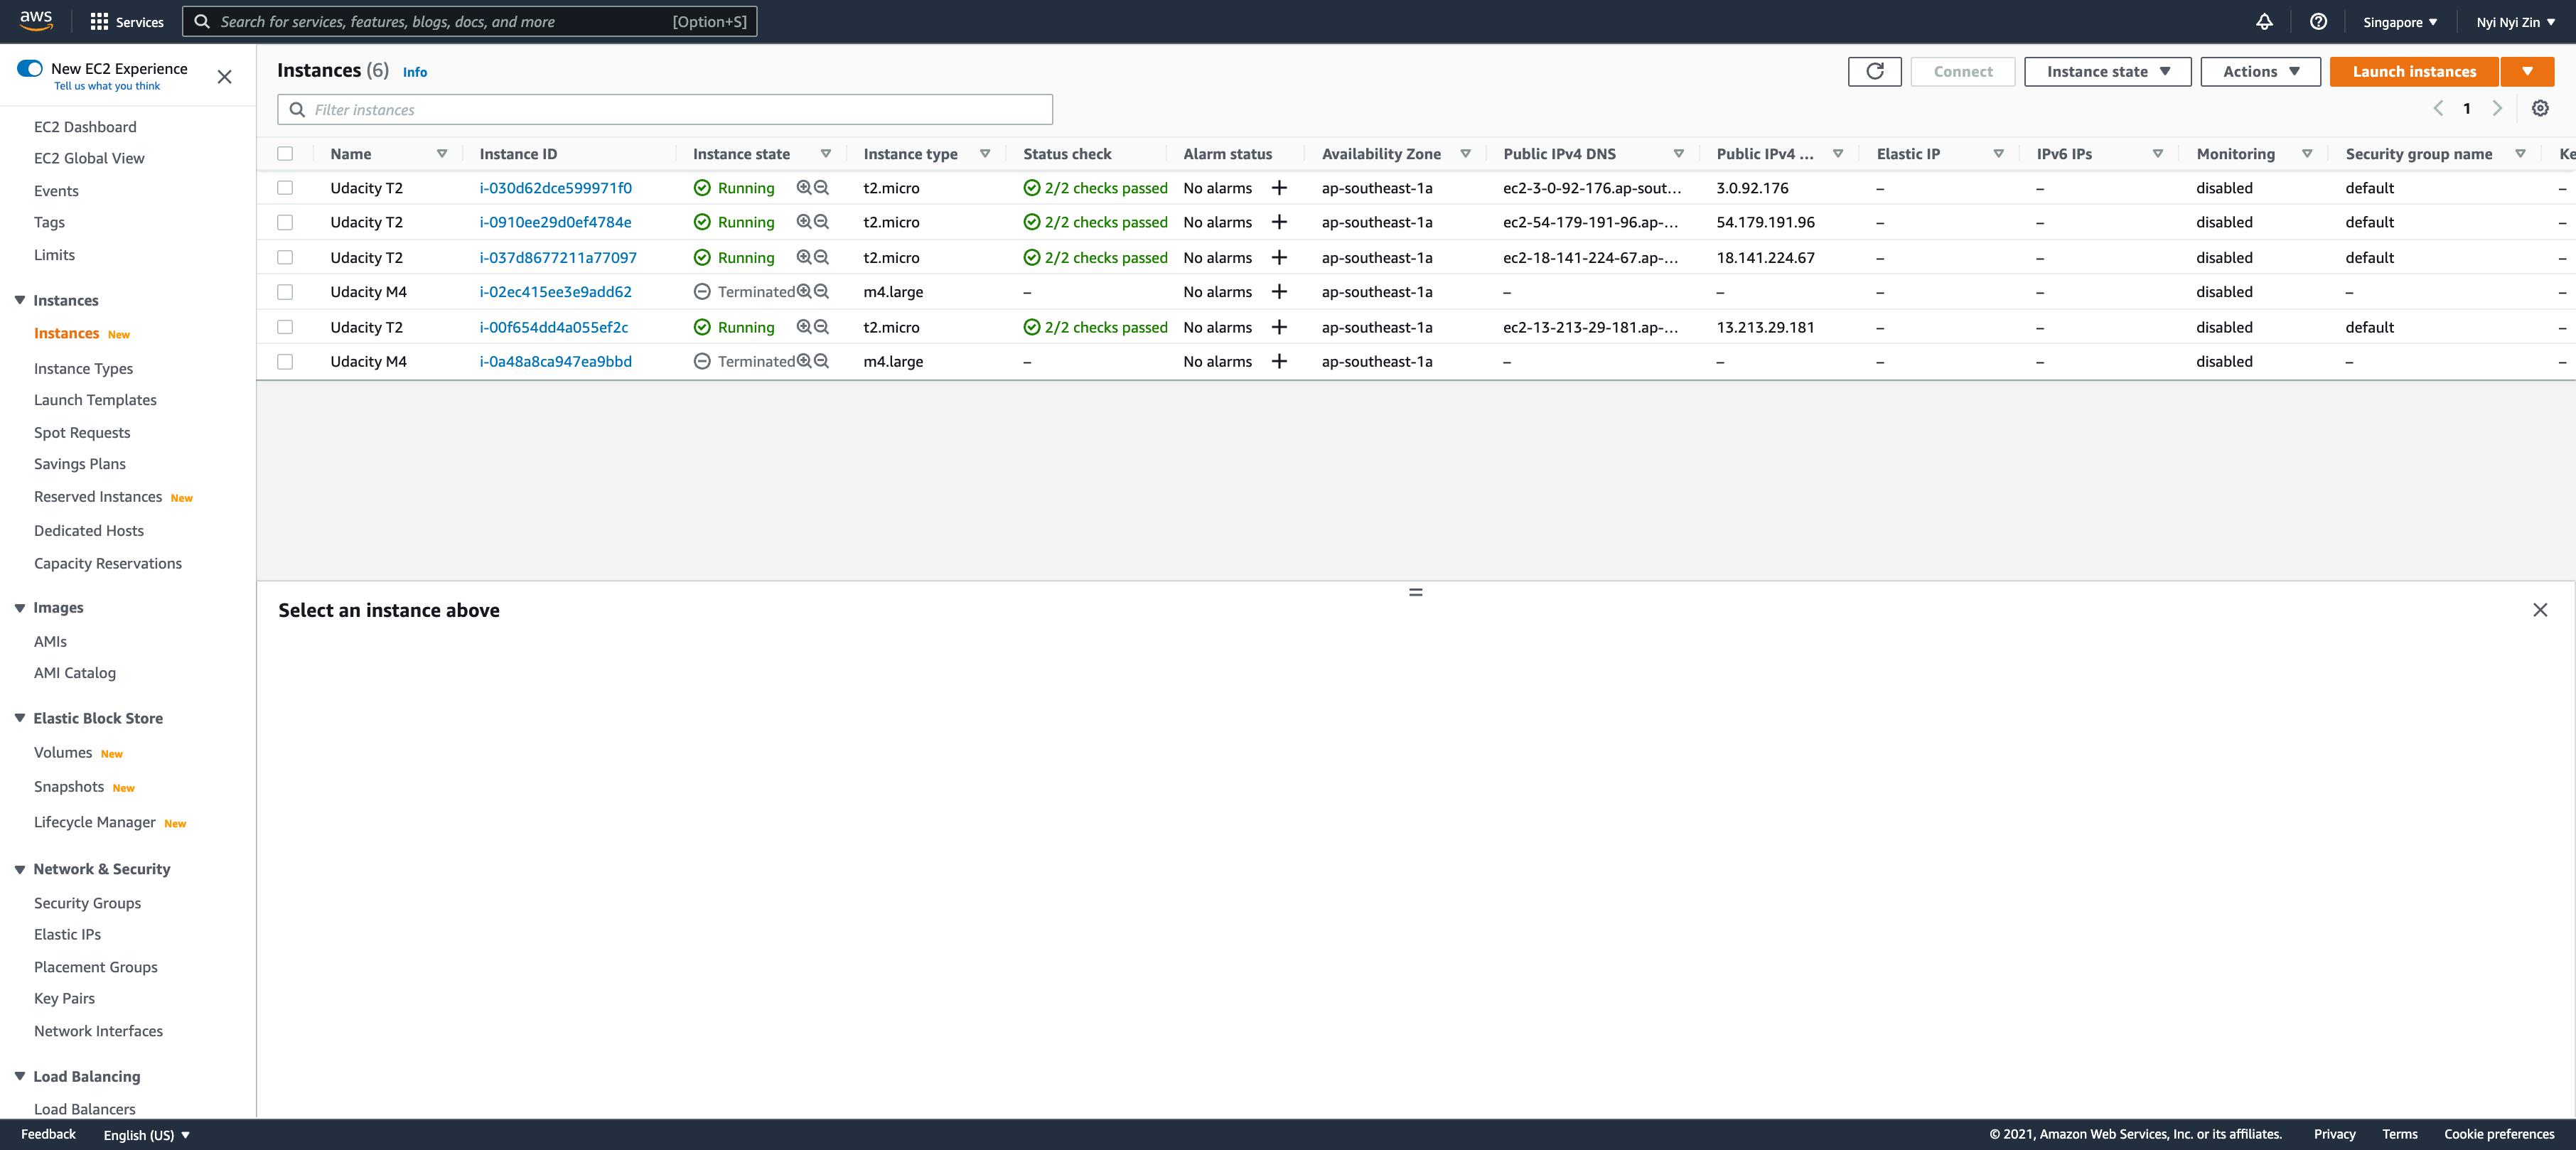 aws Services Search for services, features, blogs, docs, and more [Option+S] Singapore ▼ Nyi Nyi Zin ▼
New EC2 Experience
Tell us what you think
EC2 Dashboard
EC2 Global View
Events
Tags
Limits
Instances
Instances New
Instance Types
Launch Templates
Spot Requests
Savings Plans
Reserved Instances New
Dedicated Hosts
Capacity Reservations
Images
AMIs
AMI Catalog
Elastic Block Store
Volumes New
Snapshots New
Lifecycle Manager New
Network & Security
Security Groups
Elastic IPs
Placement Groups
Key Pairs
Network Interfaces
Load Balancing
Load Balancers
Instances (6) Info Connect Instance state ▼ Actions ▼ Launch instances ▼
Filter instances 1
Name Instance ID Instance state Instance type Status check Alarm status Availability Zone Public IPv4 DNS Public IPv4 ... Elastic IP IPv6 IPs Monitoring Security group name Ke
Udacity T2 i-030d62dce599971f0 Running t2.micro 2/2 checks passed No alarms + ap-southeast-1a ec2-3-0-92-176.ap-sout... 3.0.92.176 – – disabled default –
Udacity T2 i-0910ee29d0ef4784e Running t2.micro 2/2 checks passed No alarms + ap-southeast-1a ec2-54-179-191-96.ap-... 54.179.191.96 – – disabled default –
Udacity T2 i-037d8677211a77097 Running t2.micro 2/2 checks passed No alarms + ap-southeast-1a ec2-18-141-224-67.ap-... 18.141.224.67 – – disabled default –
Udacity M4 i-02ec415ee3e9add62 Terminated m4.large – No alarms + ap-southeast-1a – – – – disabled – –
Udacity T2 i-00f654dd4a055ef2c Running t2.micro 2/2 checks passed No alarms + ap-southeast-1a ec2-13-213-29-181.ap-... 13.213.29.181 – – disabled default –
Udacity M4 i-0a48a8ca947ea9bbd Terminated m4.large – No alarms + ap-southeast-1a – – – – disabled – –
Select an instance above
Feedback English (US) ▼ © 2021, Amazon Web Services, Inc. or its affiliates. Privacy Terms Cookie preferences